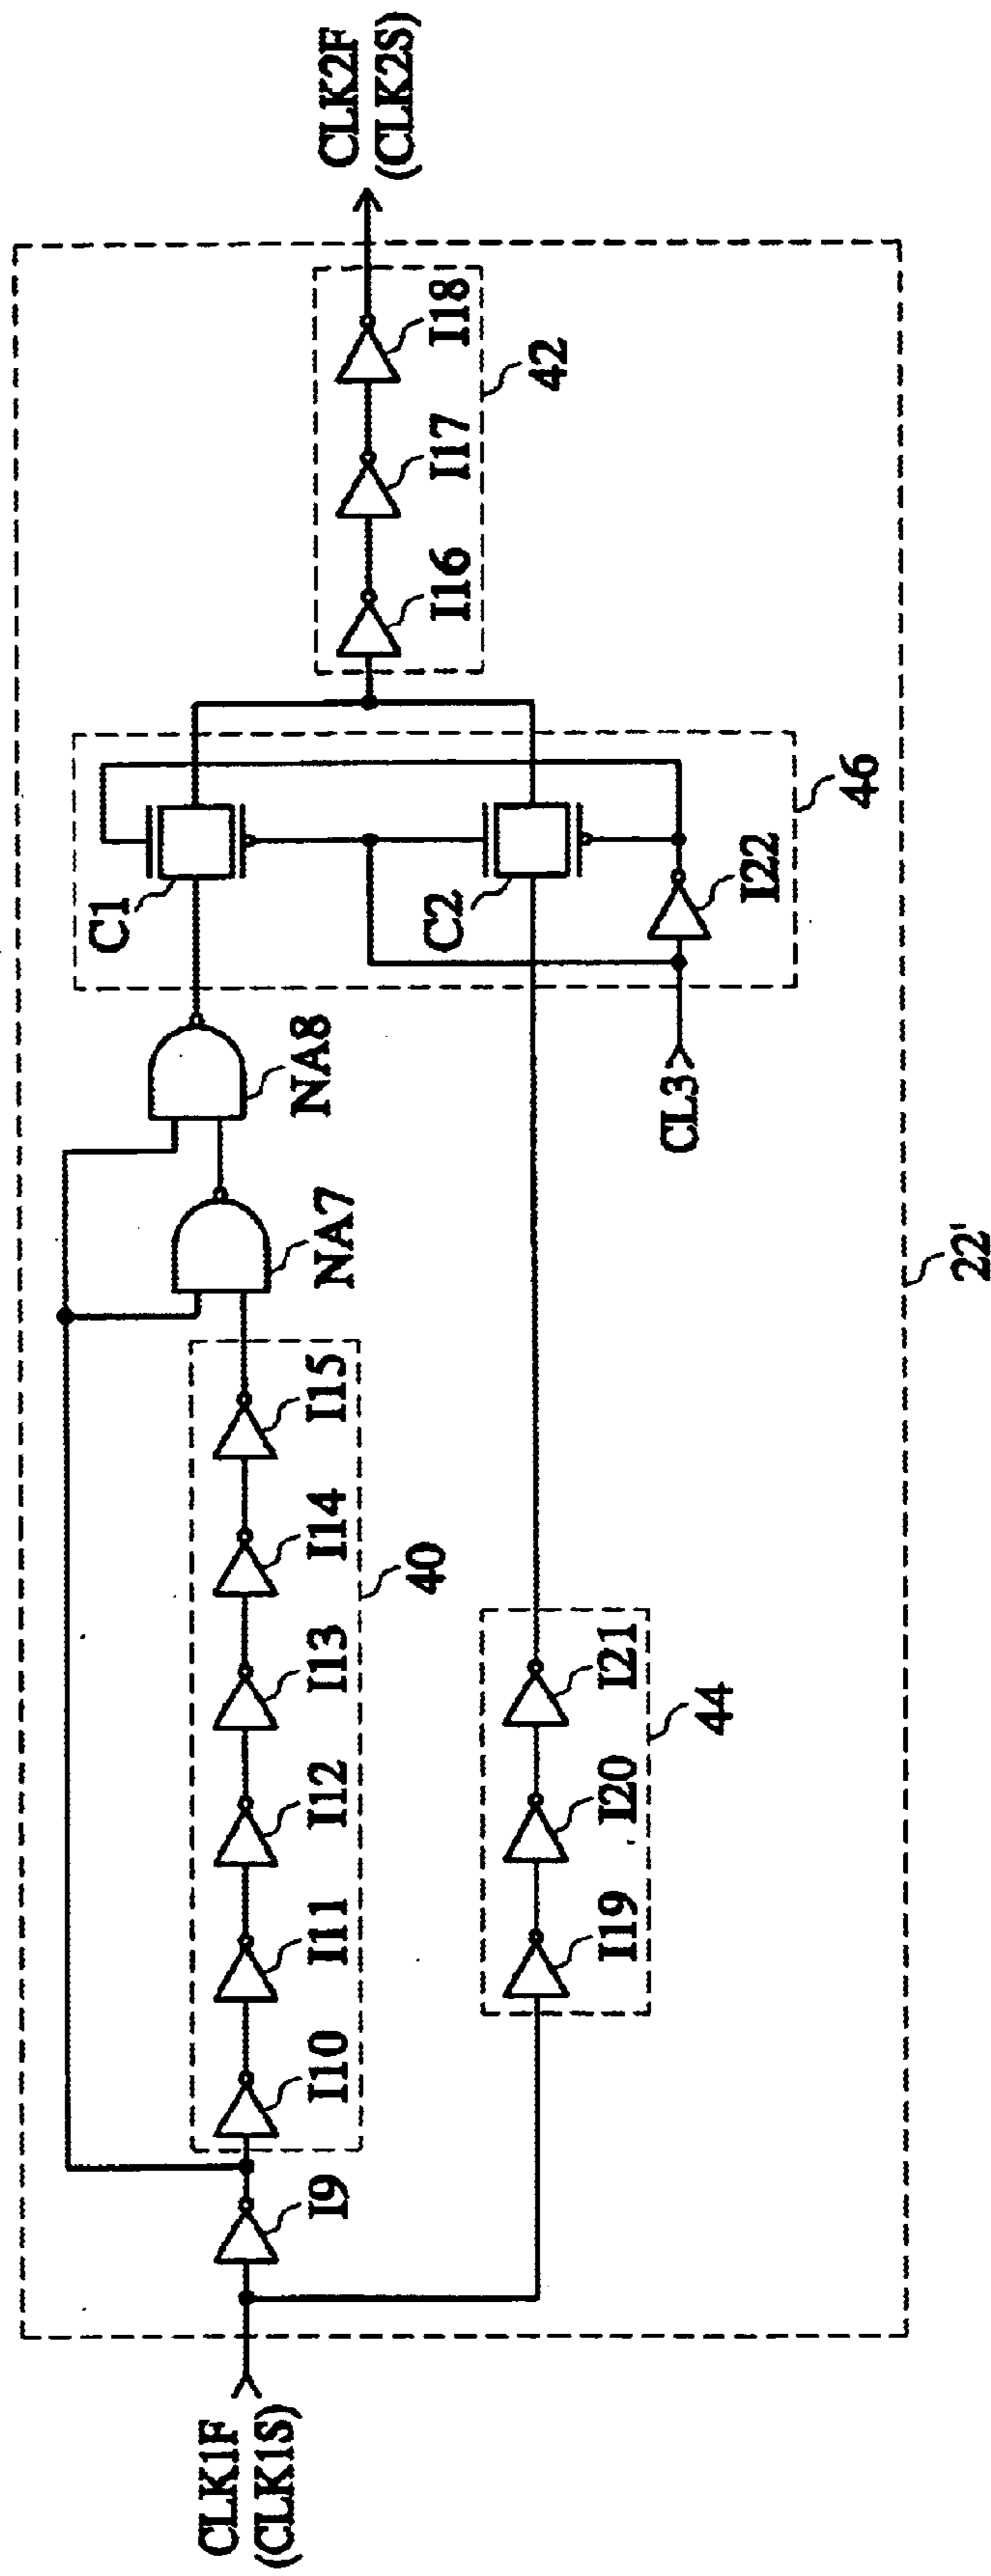 CLK1F
(CLK1S)
I9
I10
I11
I12
I13
I14
I15
40
NA7
NA8
C1
I19
I20
I21
44
C2
CL3
I22
46
I16
I17
I18
42
CLK2F
(CLK2S)
22'